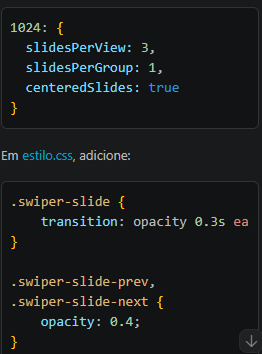 1024: {
slidesPerView: 3,
slidesPerGroup: 1,
centeredSlides: true
}
Em estilo.css, adicione:
.swiper-slide {
transition: opacity 0.3s ea
}
.swiper-slide-prev,
.swiper-slide-next {
opacity: 0.4;
}